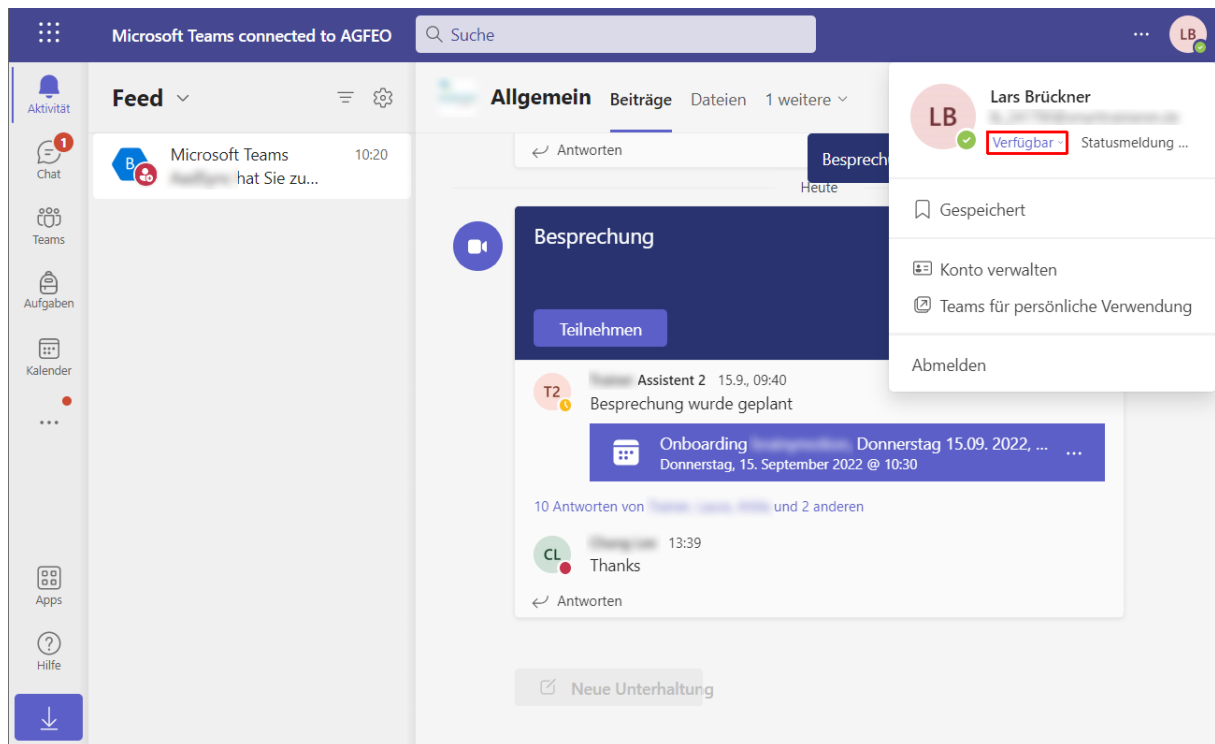 Microsoft Teams connected to AGFEO
Suche
LB
Aktivität
Chat
1
Teams
Aufgaben
Kalender
Apps
Hilfe
Feed
B
Microsoft Teams 10:20
hat Sie zu...
Allgemein Beiträge Dateien 1 weitere
Antworten
Besprech
Heute
Besprechung
Teilnehmen
T2
Assistent 2 15.9., 09:40
Besprechung wurde geplant
Onboarding Donnerstag 15.09. 2022, ... ...
Donnerstag, 15. September 2022 @ 10:30
10 Antworten von und 2 anderen
CL
13:39
Thanks
Antworten
Neue Unterhaltung
LB
Lars Brückner
Verfügbar Statusmeldung ...
Gespeichert
Konto verwalten
Teams für persönliche Verwendung
Abmelden